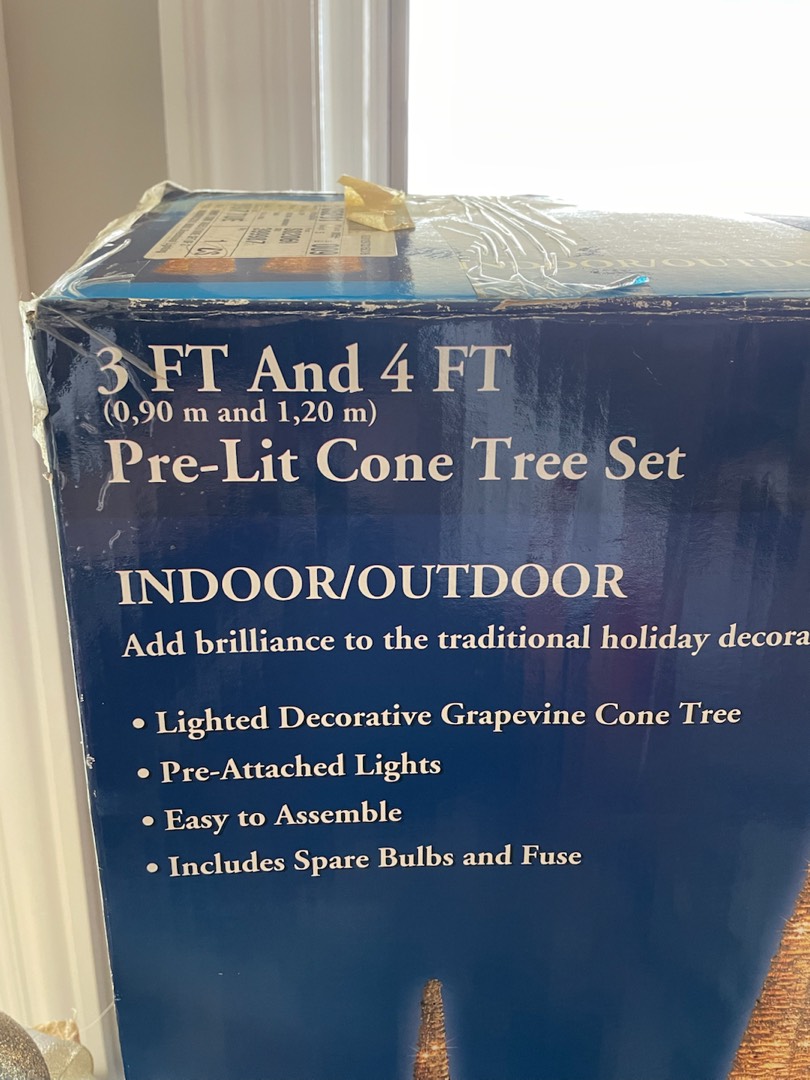 3 FT And 4 FT
(0,90 m and 1,20 m)
Pre-Lit Cone Tree Set
INDOOR/OUTDOOR
Add brilliance to the traditional holiday decora
• Lighted Decorative Grapevine Cone Tree
• Pre-Attached Lights
• Easy to Assemble
• Includes Spare Bulbs and Fuse